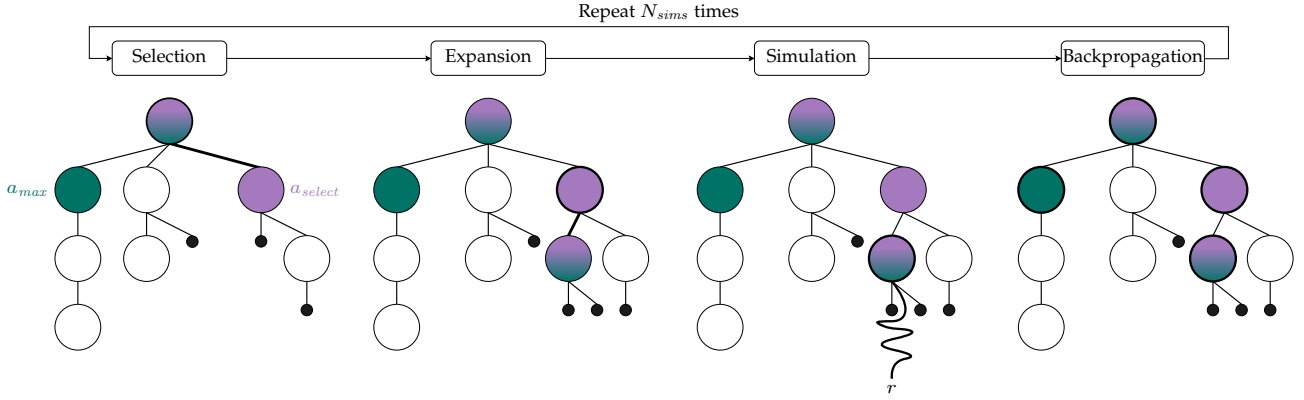 Repeat N_sims times
Selection
Expansion
Simulation
Backpropagation
a_max
a_select
r